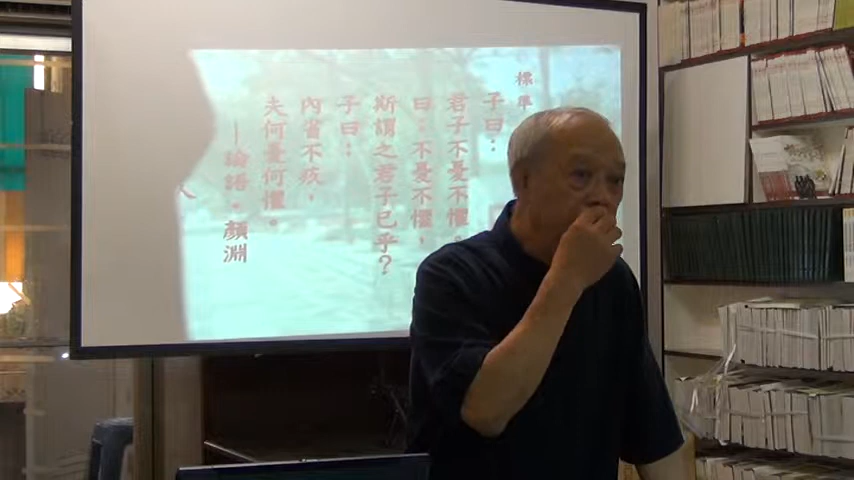 標準
子曰：
君子不憂不懼。
曰：不憂不懼，
斯謂之君子已乎？
子曰：
內省不疚，
夫何憂何懼。
—論語·顏淵